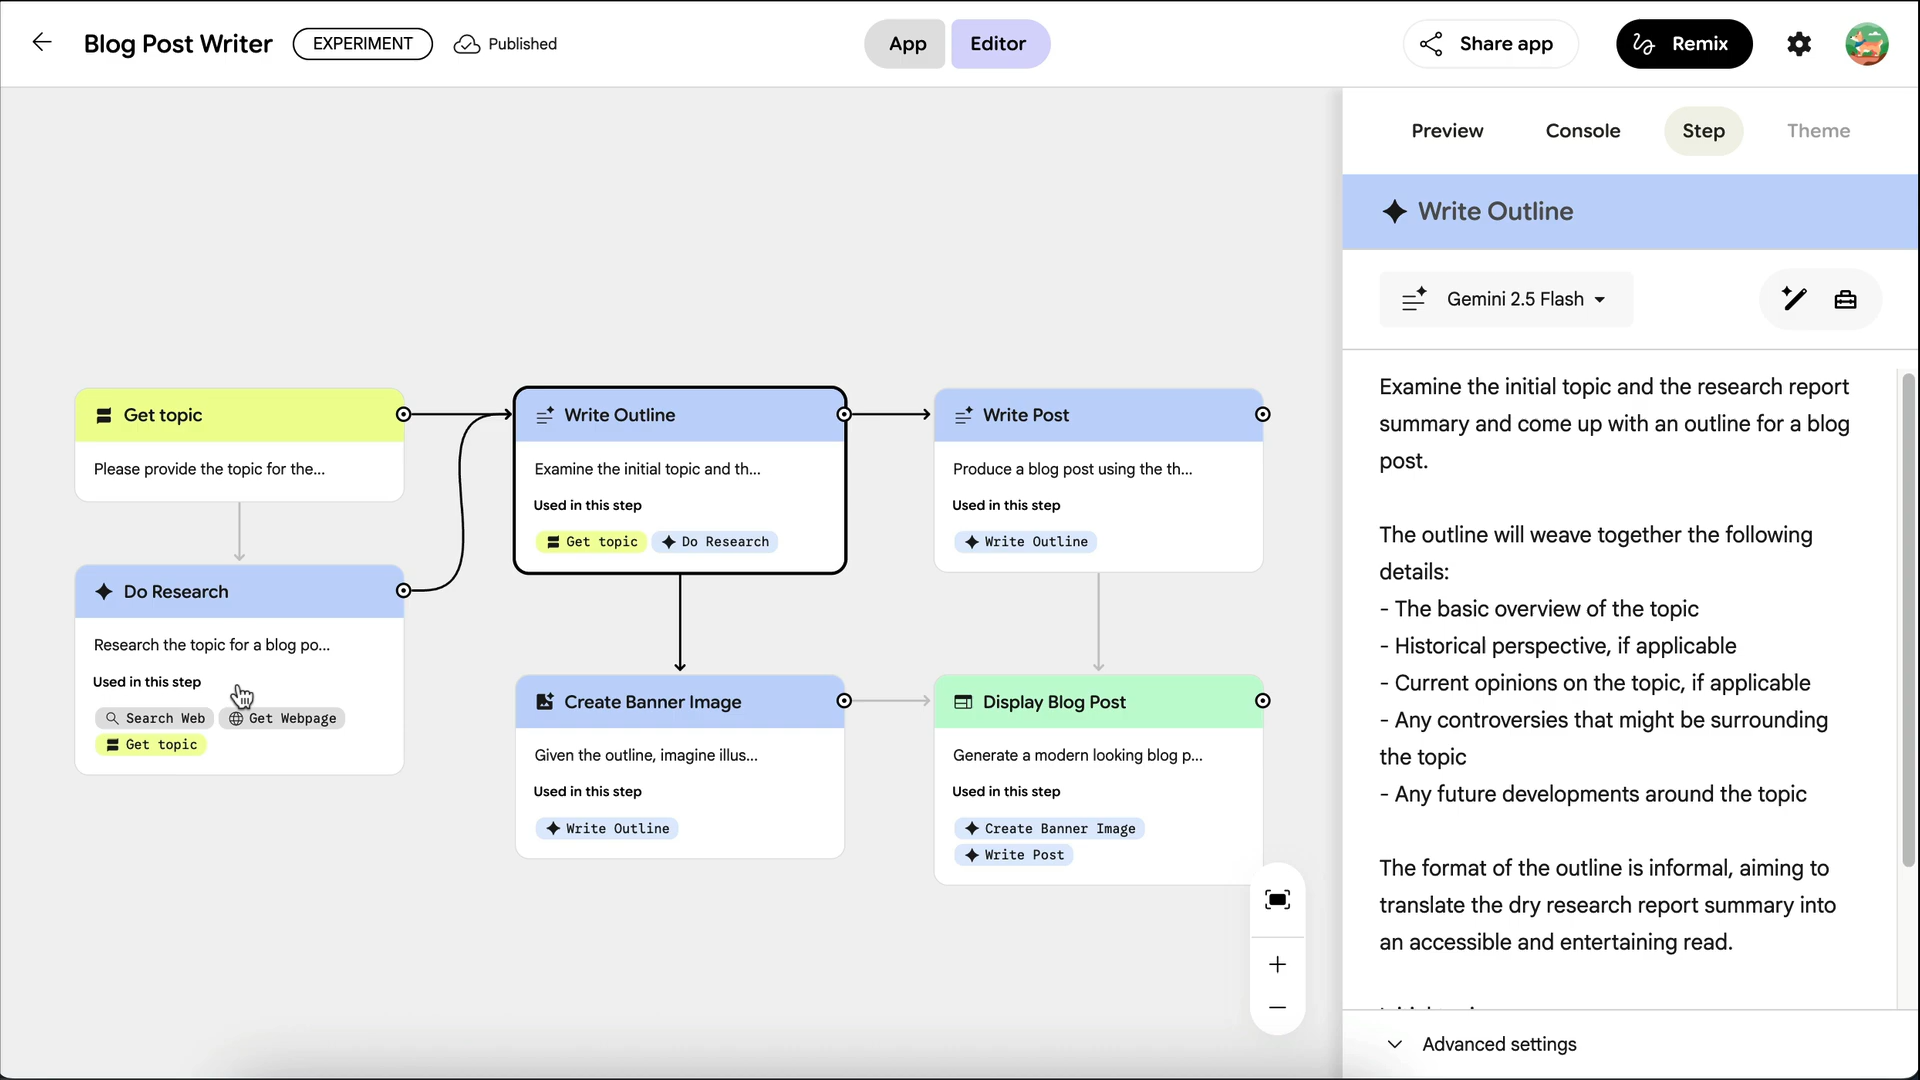 Blog Post Writer
EXPERIMENT
Published
App
Editor
Share app
Remix
Preview
Console
Step
Theme
Write Outline
Gemini 2.5 Flash
Examine the initial topic and the research report
summary and come up with an outline for a blog
post.
The outline will weave together the following
details:
- The basic overview of the topic
- Historical perspective, if applicable
- Current opinions on the topic, if applicable
- Any controversies that might be surrounding
the topic
- Any future developments around the topic
The format of the outline is informal, aiming to
translate the dry research report summary into
an accessible and entertaining read.
Advanced settings
Get topic
Please provide the topic for the...
Do Research
Research the topic for a blog po...
Used in this step
Search Web
Get Webpage
Get topic
Write Outline
Examine the initial topic and th...
Used in this step
Get topic
Do Research
Create Banner Image
Given the outline, imagine illus...
Used in this step
Write Outline
Write Post
Produce a blog post using the th...
Used in this step
Write Outline
Display Blog Post
Generate a modern looking blog p...
Used in this step
Create Banner Image
Write Post